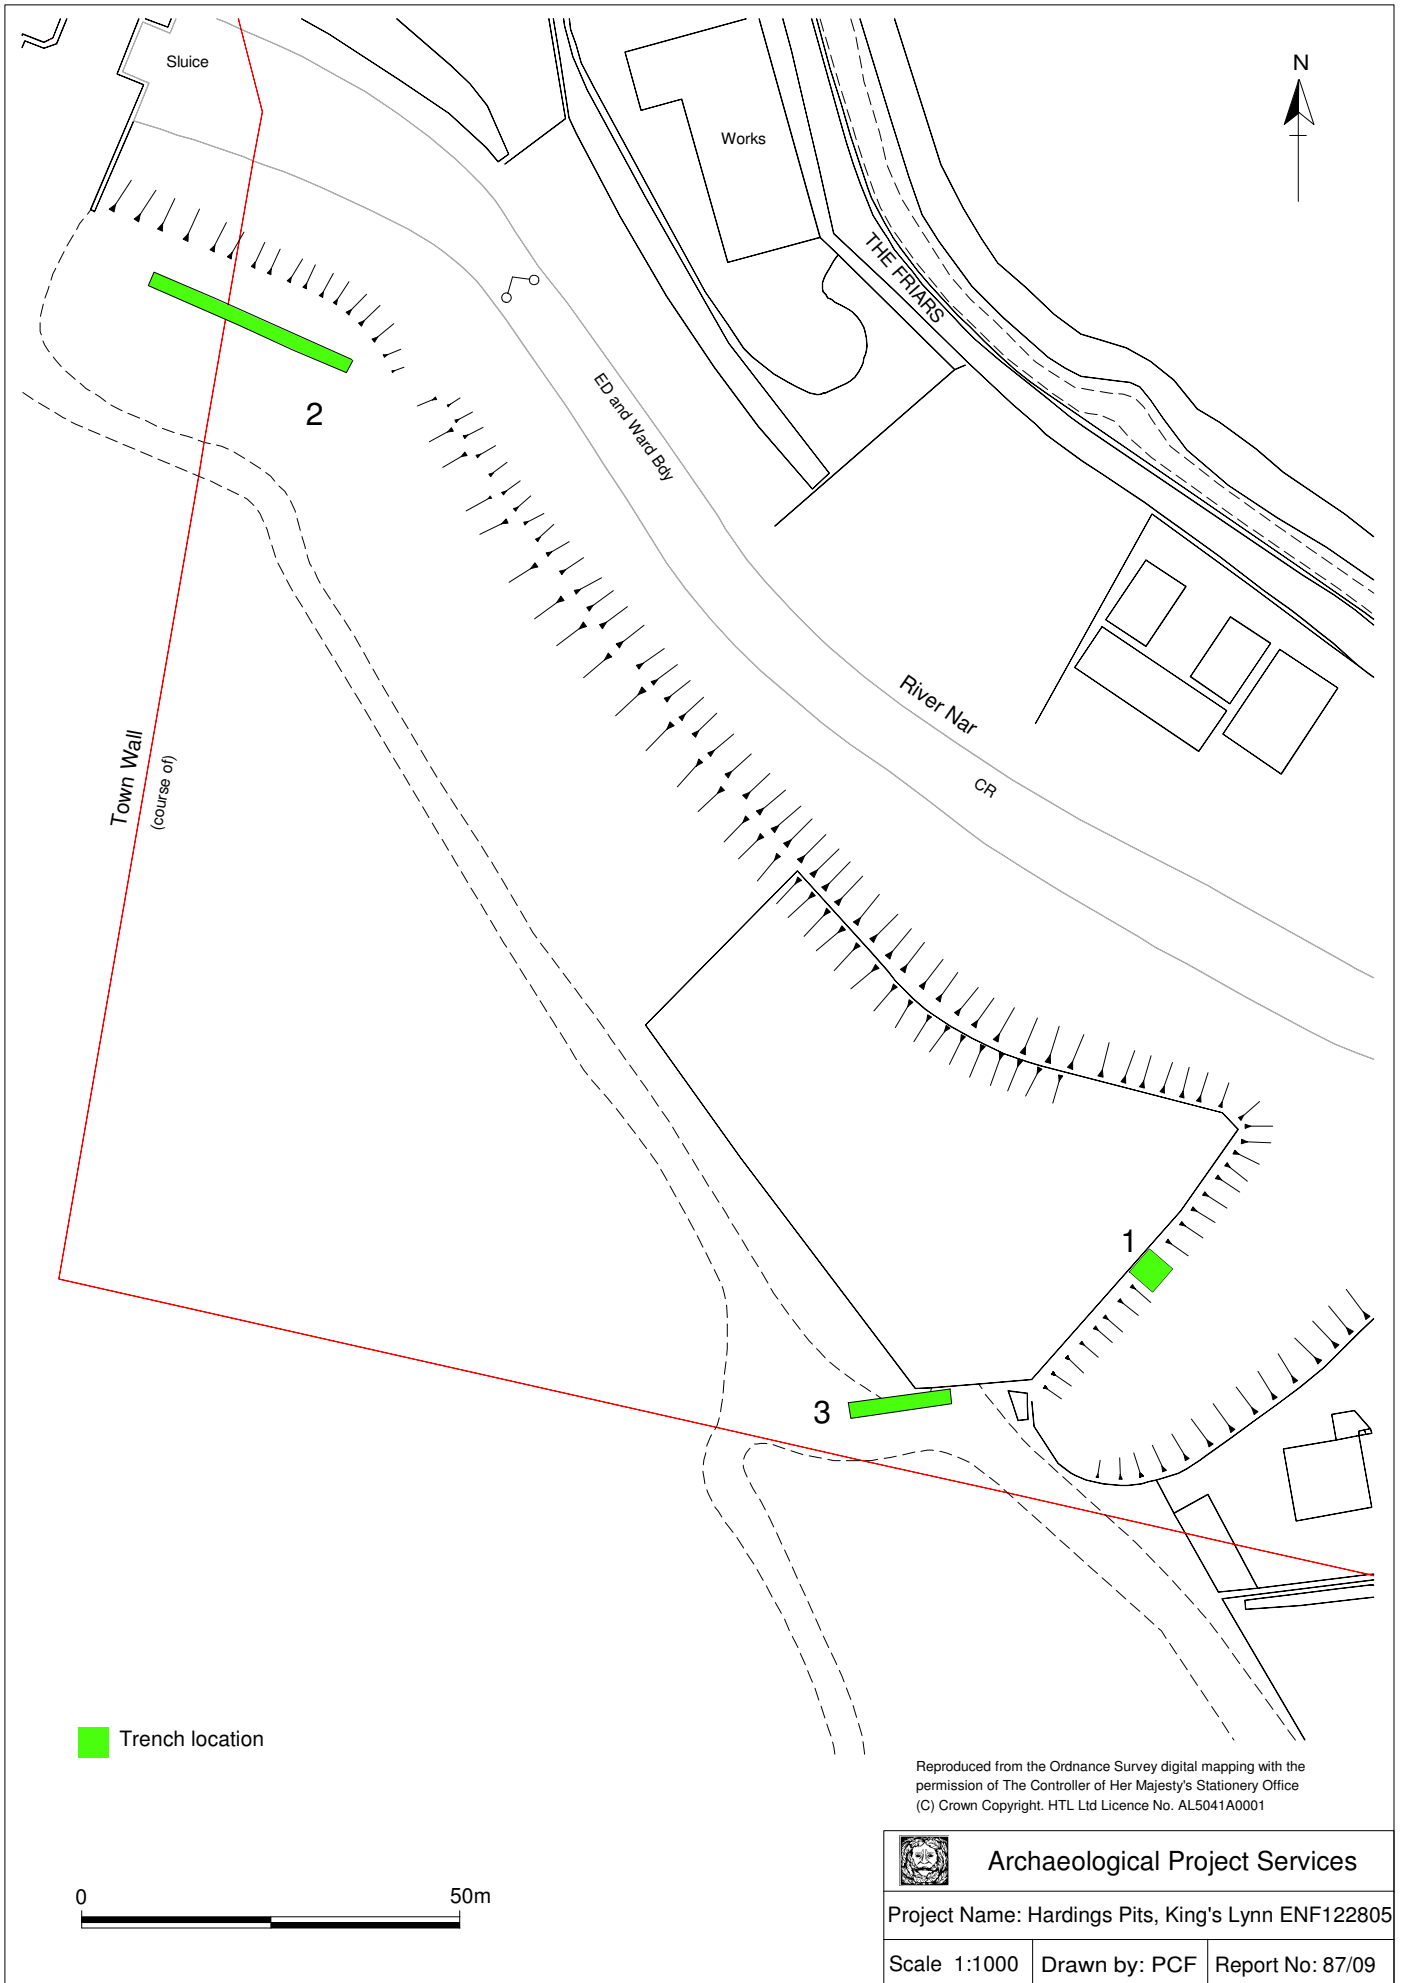 Sluice
N
Works
THE FRIARS
2
ED and Ward Bdy
River Nar
CR
Town Wall
(course of)
1
3
Trench location
Reproduced from the Ordnance Survey digital mapping with the
permission of The Controller of Her Majesty's Stationery Office
(C) Crown Copyright. HTL Ltd Licence No. AL5041A0001
Archaeological Project Services
0 50m
Project Name: Hardings Pits, King's Lynn ENF122805
Scale 1:1000 Drawn by: PCF Report No: 87/09